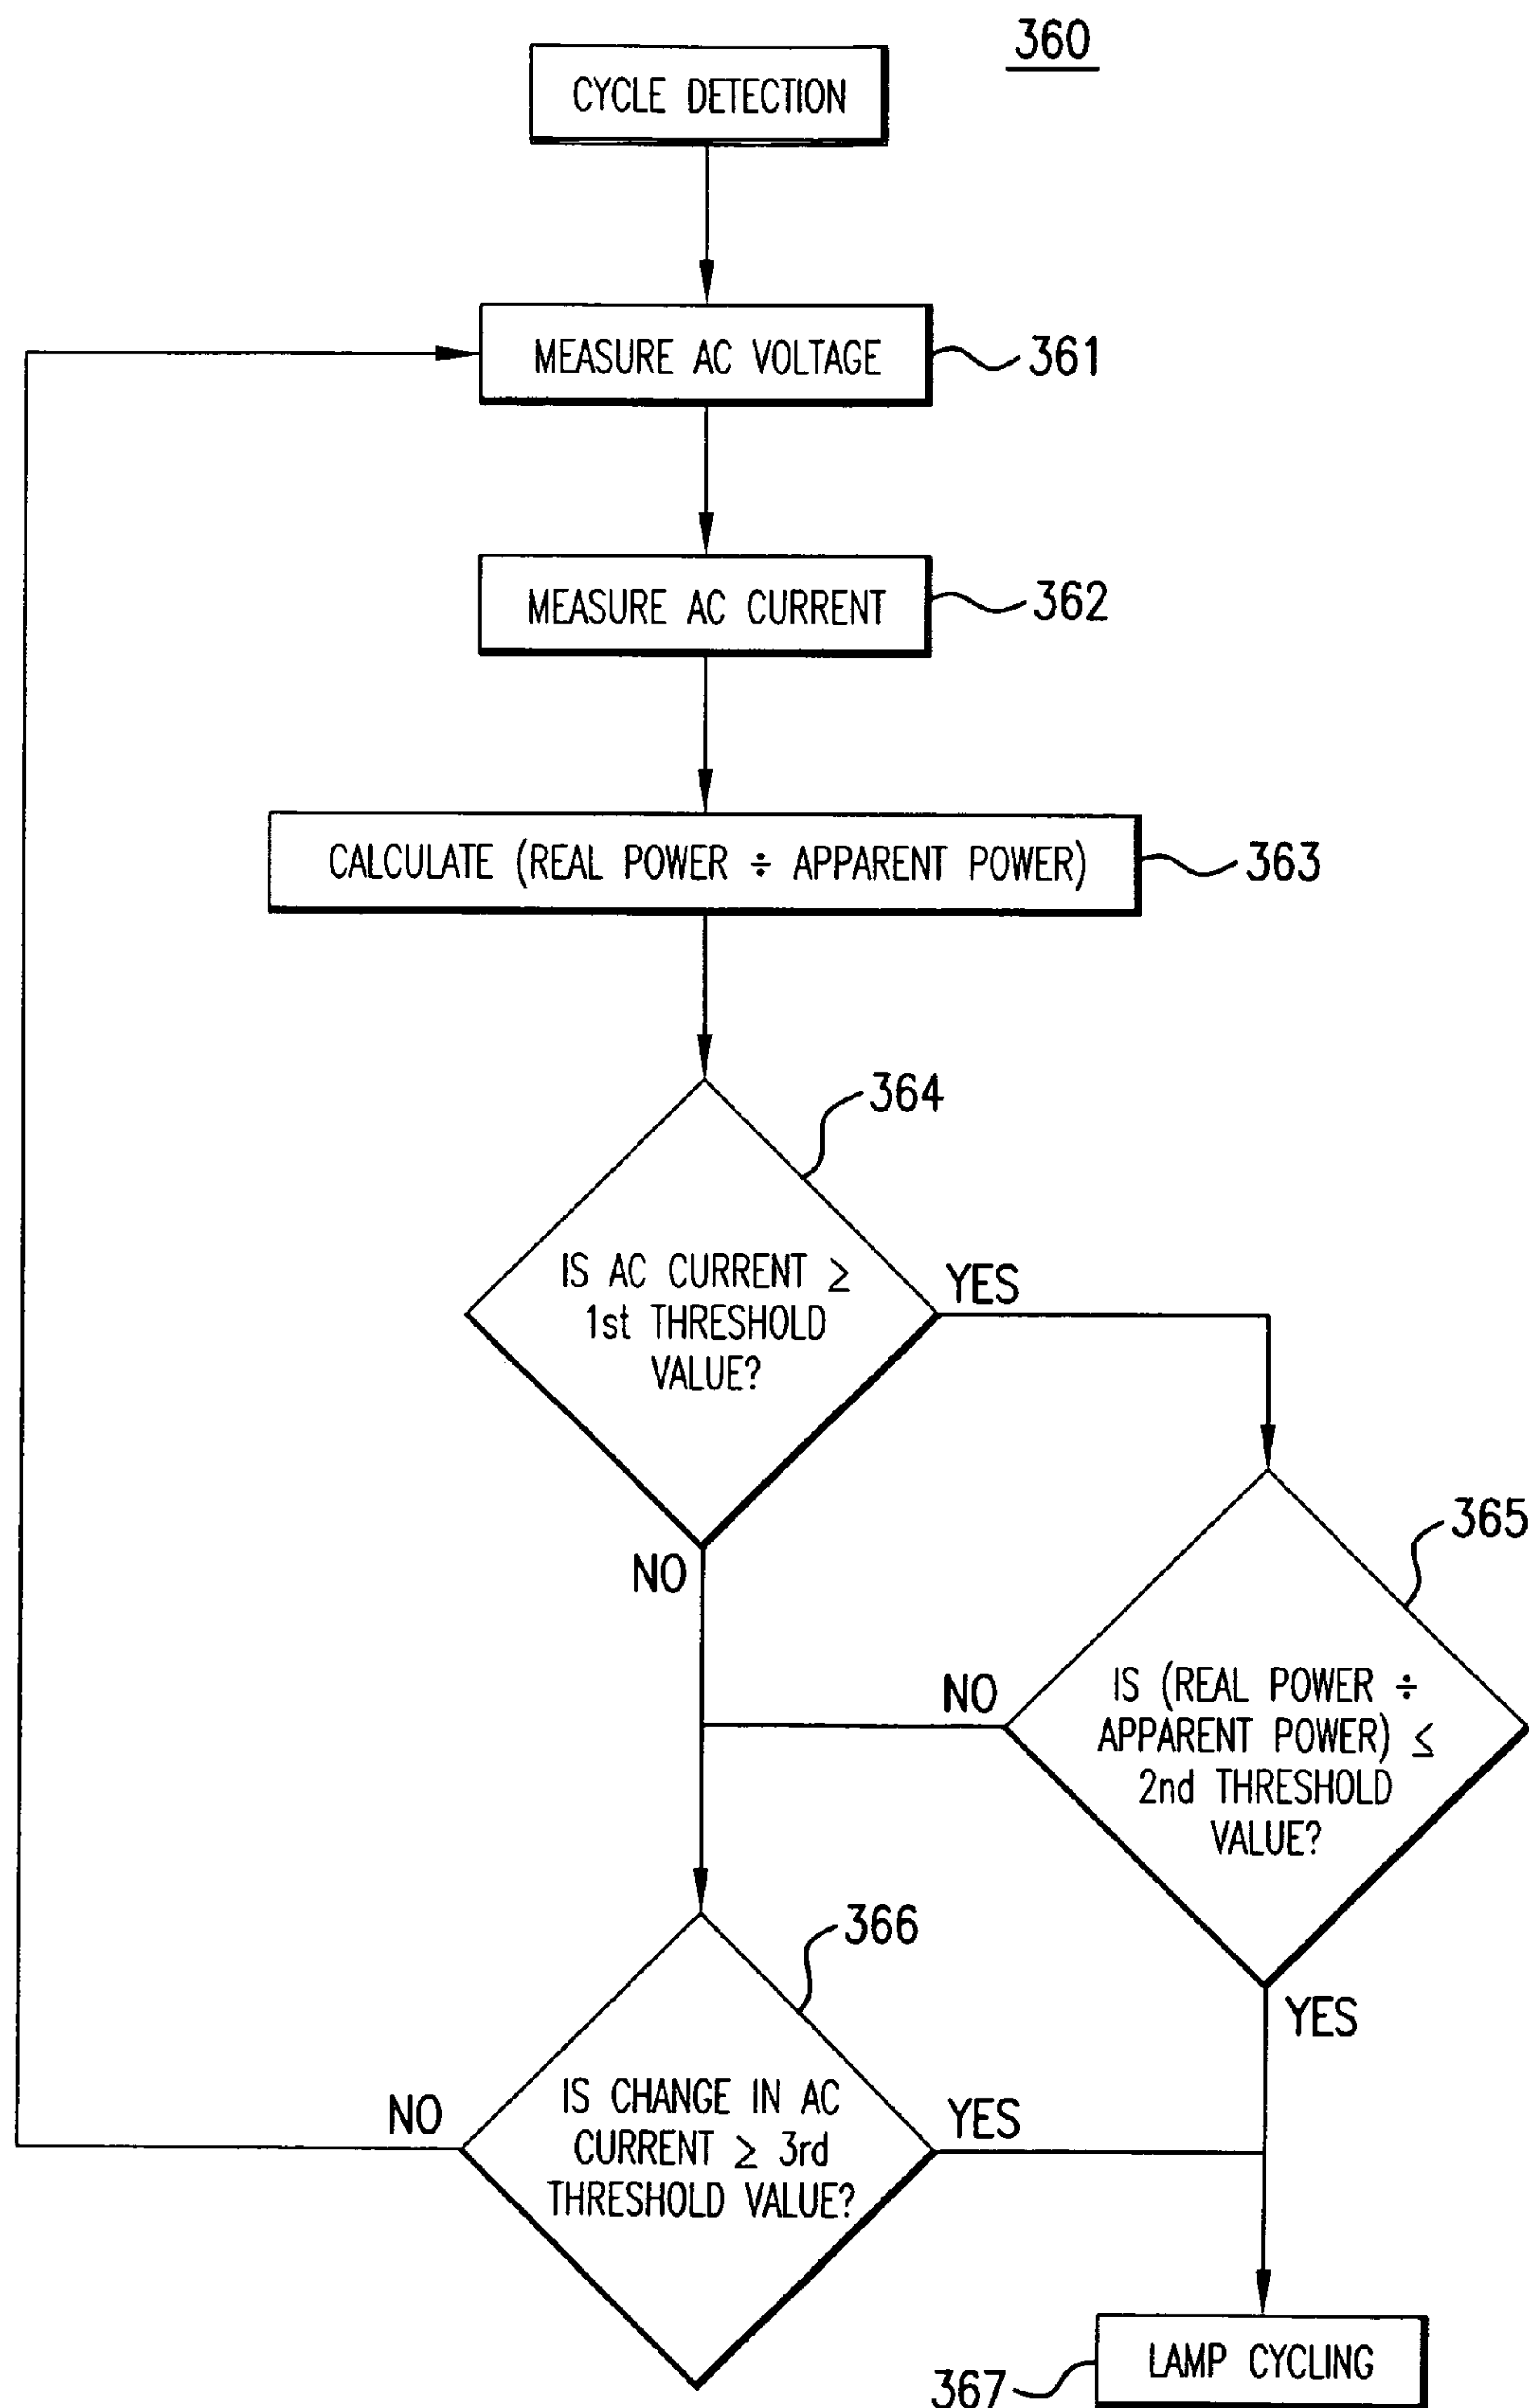 360
CYCLE DETECTION
MEASURE AC VOLTAGE
361
MEASURE AC CURRENT
362
CALCULATE (REAL POWER ÷ APPARENT POWER)
363
364
IS AC CURRENT ≥
1st THRESHOLD
VALUE?
YES
NO
365
IS (REAL POWER ÷
APPARENT POWER) ≤
2nd THRESHOLD
VALUE?
NO
YES
366
IS CHANGE IN AC
CURRENT ≥ 3rd
THRESHOLD VALUE?
NO
YES
LAMP CYCLING
367